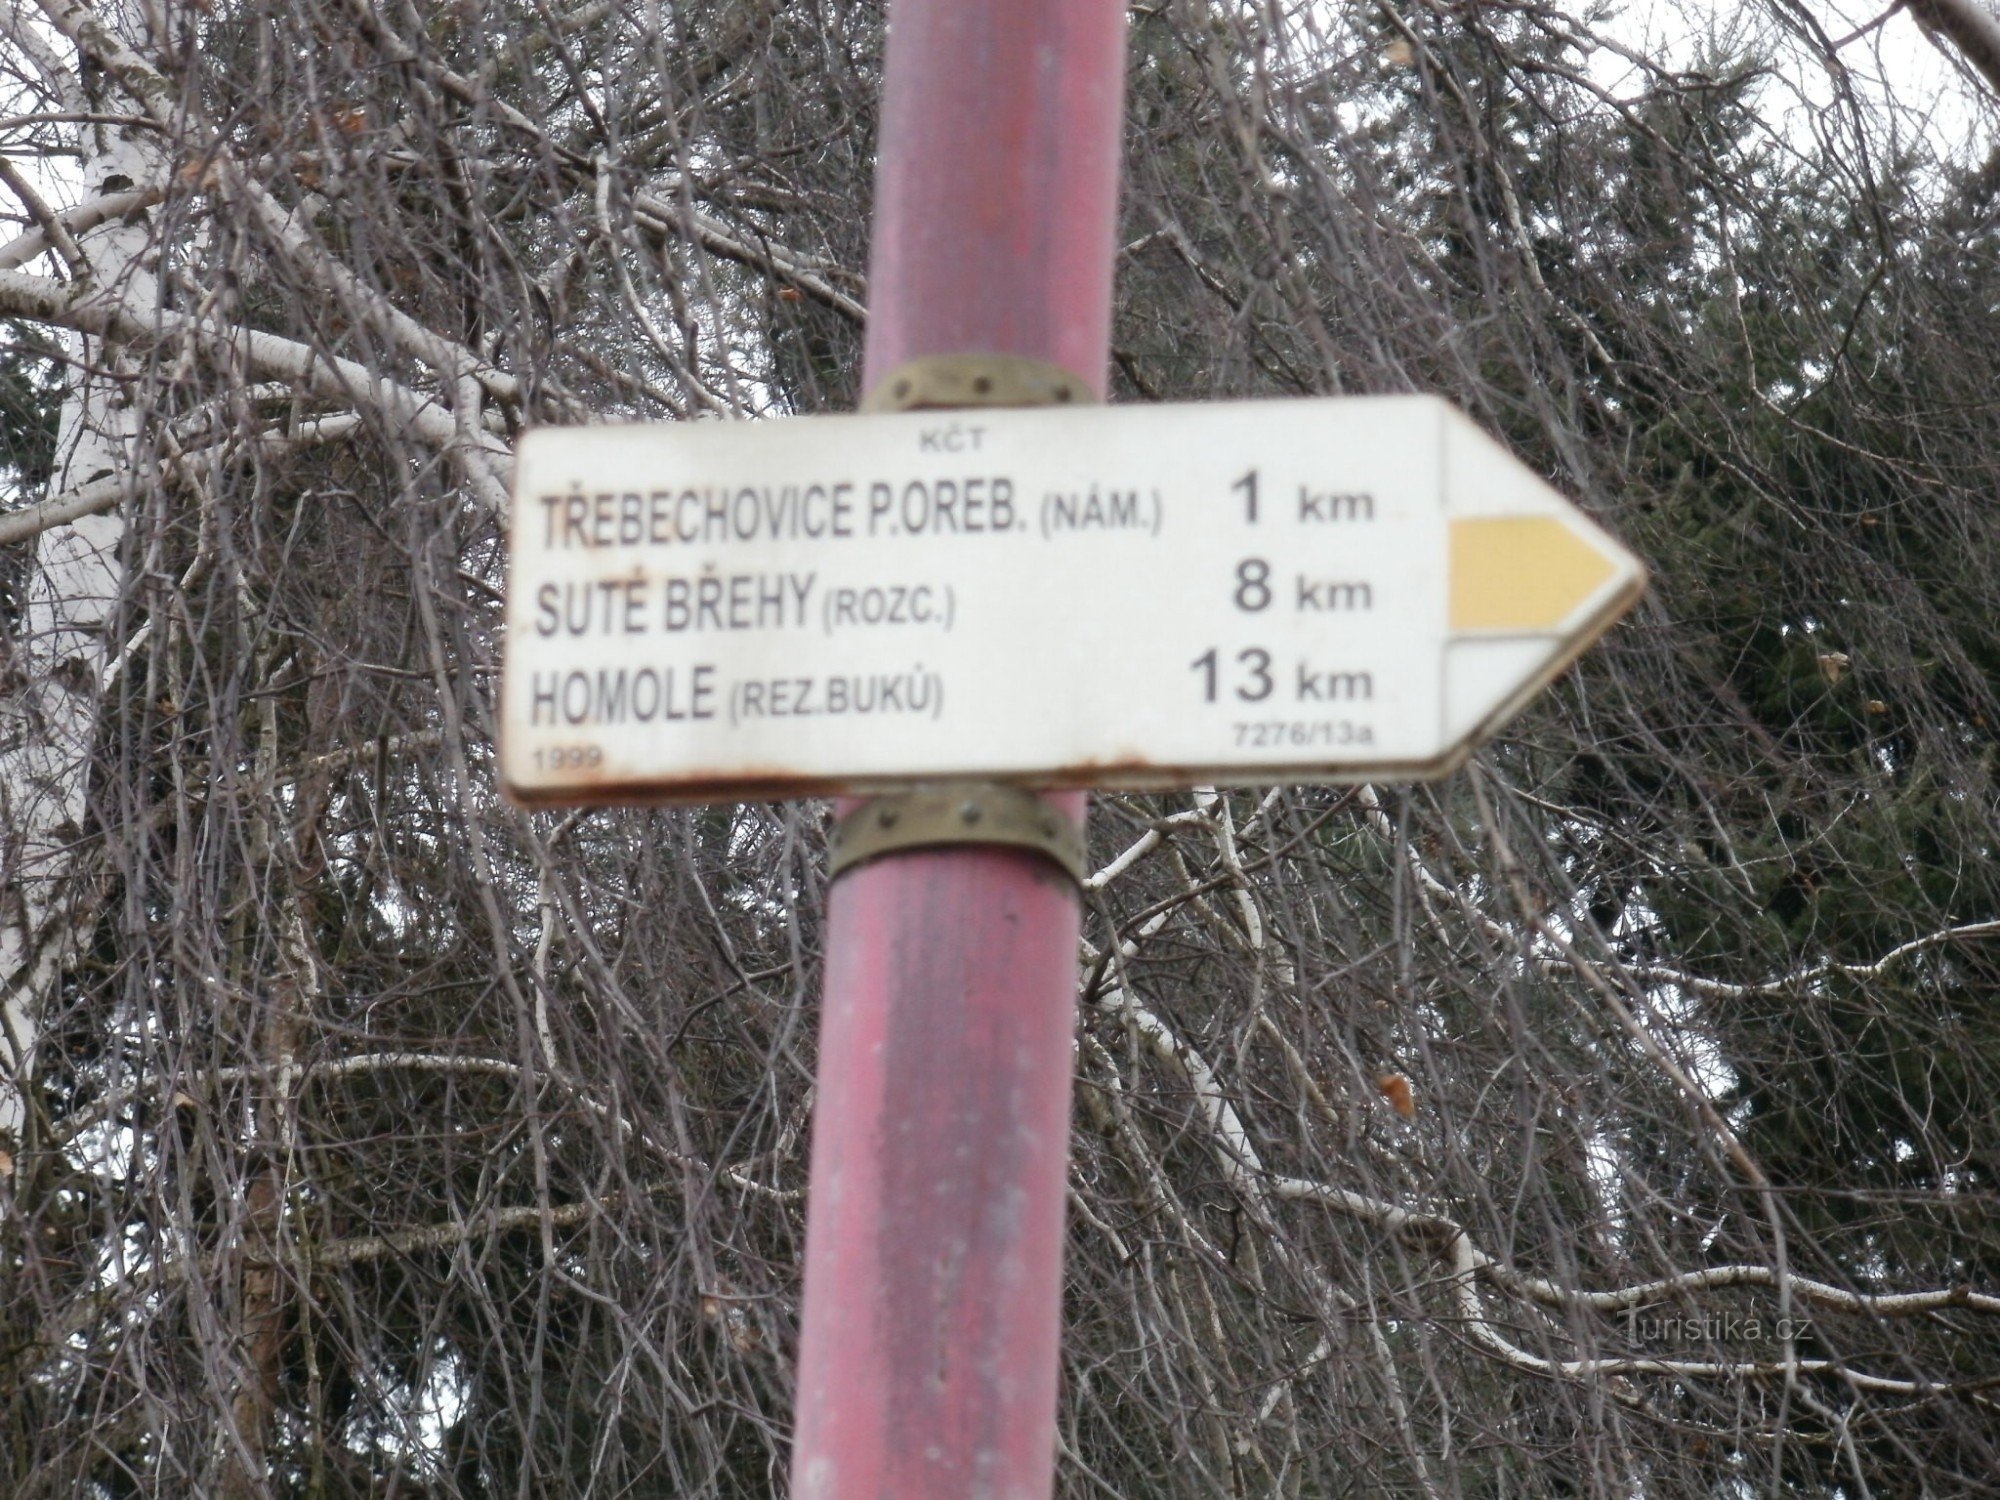 KČT
TŘEBECHOVICE P.OREB. (NÁM.) 1 km
SUTÉ BŘEHY (ROZC.) 8 km
HOMOLE (REZ.BUKŮ) 13 km
1999 7276/13a
Turistika.cz